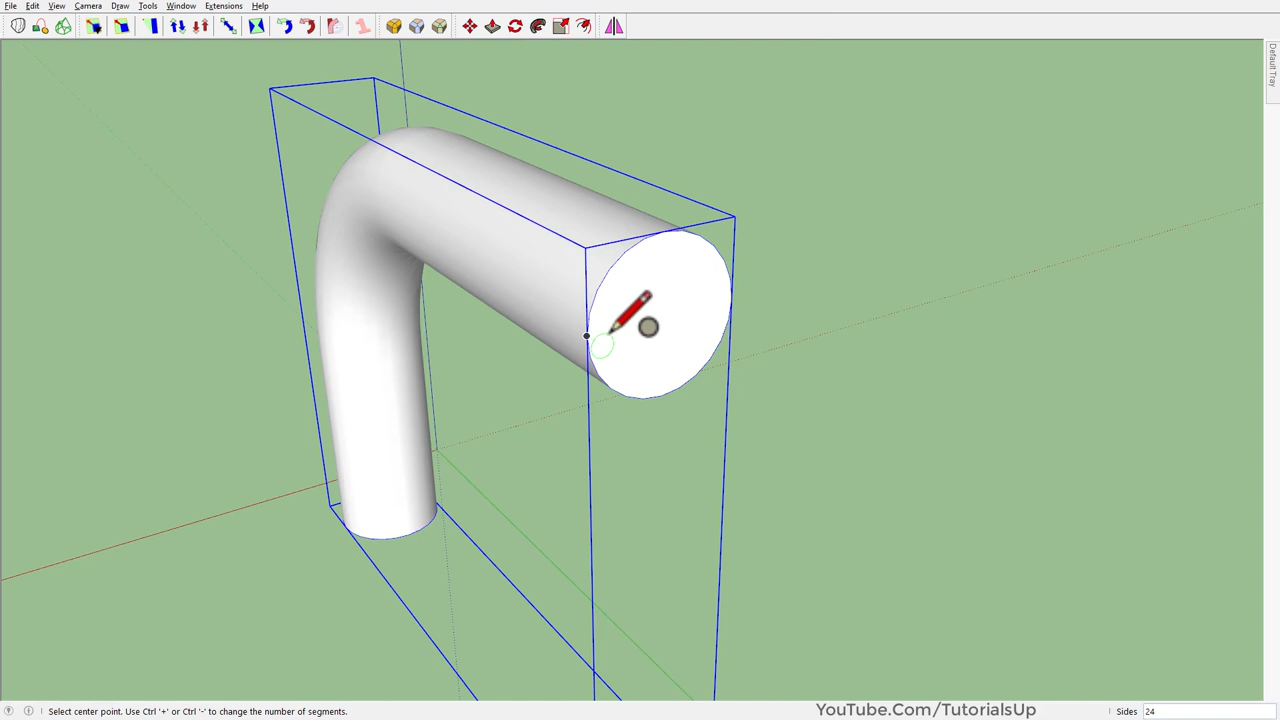 File Edit View Camera Draw Tools Window Extensions Help
Default Tray
Select center point. Use Ctrl '+' or Ctrl '-' to change the number of segments.
YouTube.Com/TutorialsUp
Sides 24